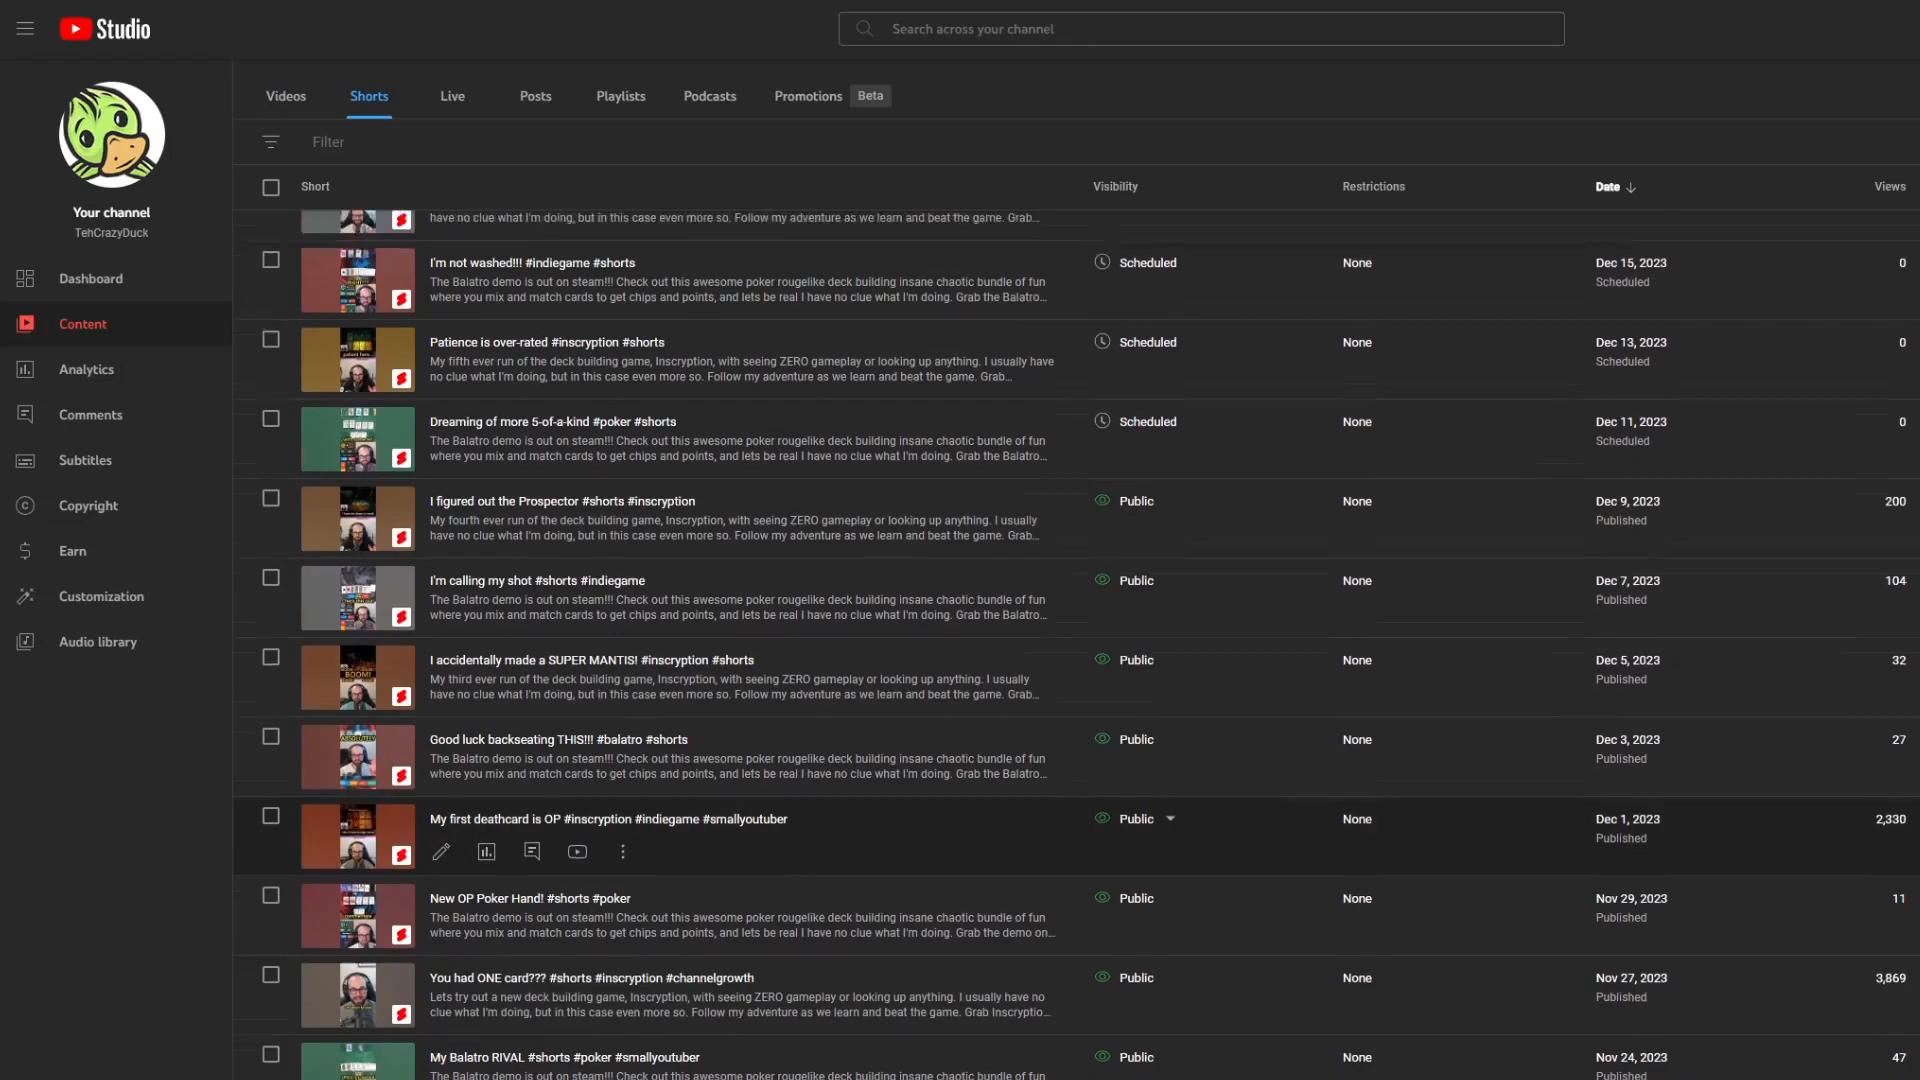 Studio
Search across your channel
Your channel
TehCrazyDuck
Dashboard
Content
Analytics
Comments
Subtitles
Copyright
Earn
Customization
Audio library
Videos Shorts Live Posts Playlists Podcasts Promotions Beta
Filter
Short Visibility Restrictions Date Views
have no clue what I'm doing, but in this case even more so. Follow my adventure as we learn and beat the game. Grab...
I'm not washed!!! #indiegame #shorts Scheduled None Dec 15, 2023 0
The Balatro demo is out on steam!!! Check out this awesome poker rougelike deck building insane chaotic bundle of fun Scheduled
where you mix and match cards to get chips and points, and lets be real I have no clue what I'm doing. Grab the Balatro...
Patience is over-rated #inscryption #shorts Scheduled None Dec 13, 2023 0
My fifth ever run of the deck building game, Inscryption, with seeing ZERO gameplay or looking up anything. I usually have Scheduled
no clue what I'm doing, but in this case even more so. Follow my adventure as we learn and beat the game. Grab...
Dreaming of more 5-of-a-kind #poker #shorts Scheduled None Dec 11, 2023 0
The Balatro demo is out on steam!!! Check out this awesome poker rougelike deck building insane chaotic bundle of fun Scheduled
where you mix and match cards to get chips and points, and lets be real I have no clue what I'm doing. Grab the Balatro...
I figured out the Prospector #shorts #inscryption Public None Dec 9, 2023 200
My fourth ever run of the deck building game, Inscryption, with seeing ZERO gameplay or looking up anything. I usually Published
have no clue what I'm doing, but in this case even more so. Follow my adventure as we learn and beat the game. Grab...
I'm calling my shot #shorts #indiegame Public None Dec 7, 2023 104
The Balatro demo is out on steam!!! Check out this awesome poker rougelike deck building insane chaotic bundle of fun Published
where you mix and match cards to get chips and points, and lets be real I have no clue what I'm doing. Grab the Balatro...
I accidentally made a SUPER MANTIS! #inscryption #shorts Public None Dec 5, 2023 32
My third ever run of the deck building game, Inscryption, with seeing ZERO gameplay or looking up anything. I usually Published
have no clue what I'm doing, but in this case even more so. Follow my adventure as we learn and beat the game. Grab...
BOOM!
Good luck backseating THIS!!! #balatro #shorts Public None Dec 3, 2023 27
The Balatro demo is out on steam!!! Check out this awesome poker rougelike deck building insane chaotic bundle of fun Published
where you mix and match cards to get chips and points, and lets be real I have no clue what I'm doing. Grab the Balatro...
My first deathcard is OP #inscryption #indiegame #smallyoutuber Public None Dec 1, 2023 2,330
Published
New OP Poker Hand! #shorts #poker Public None Nov 29, 2023 11
The Balatro demo is out on steam!!! Check out this awesome poker rougelike deck building insane chaotic bundle of fun Published
where you mix and match cards to get chips and points, and lets be real I have no clue what I'm doing. Grab the demo on...
You had ONE card??? #shorts #inscryption #channelgrowth Public None Nov 27, 2023 3,869
Lets try out a new deck building game, Inscryption, with seeing ZERO gameplay or looking up anything. I usually have no Published
clue what I'm doing, but in this case even more so. Follow my adventure as we learn and beat the game. Grab Inscryptio...
My Balatro RIVAL #shorts #poker #smallyoutuber Public None Nov 24, 2023 47
The Balatro demo is out on steam!!! Check out this awesome poker rougelike deck building insane chaotic bundle of fun Published